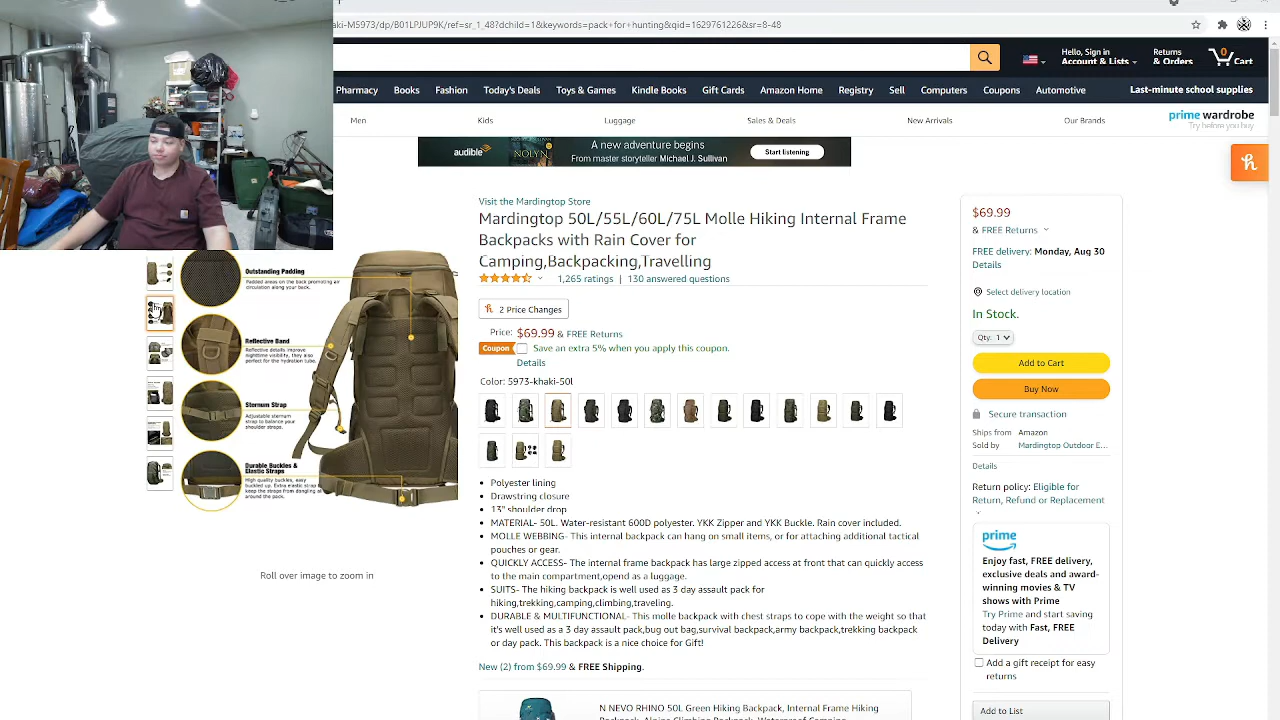 aki-M5973/dp/B01LPJUP9K/ref=sr_1_48?dchild=1&keywords=pack+for+hunting&qid=1629761226&sr=8-48
Hello, Sign in
Account & Lists
Returns
& Orders
0
Cart
Pharmacy Books Fashion Today's Deals Toys & Games Kindle Books Gift Cards Amazon Home Registry Sell Computers Coupons Automotive Last-minute school supplies
Men Kids Luggage Sales & Deals New Arrivals Our Brands
prime wardrobe
Try before you buy
audible
NOLYN
A new adventure begins
From master storyteller Michael J. Sullivan
Start listening
h
Visit the Mardingtop Store
Mardingtop 50L/55L/60L/75L Molle Hiking Internal Frame
Backpacks with Rain Cover for
Camping,Backpacking,Travelling
1,265 ratings | 130 answered questions
h 2 Price Changes
Price: $69.99 & FREE Returns
Coupon Save an extra 5% when you apply this coupon.
Details
Color: 5973-khaki-50l
Polyester lining
Drawstring closure
13" shoulder drop
MATERIAL- 50L. Water-resistant 600D polyester. YKK Zipper and YKK Buckle. Rain cover included.
MOLLE WEBBING- This internal backpack can hang on small items, or for attaching additional tactical
pouches or gear.
QUICKLY ACCESS- The internal frame backpack has large zipped access at front that can quickly access
to the main compartment,opend as a luggage.
SUITS- The hiking backpack is well used as 3 day assault pack for
hiking,trekking,camping,climbing,traveling.
DURABLE & MULTIFUNCTIONAL- This molle backpack with chest straps to cope with the weight so that
it's well used as a 3 day assault pack,bug out bag,survival backpack,army backpack,trekking backpack
or day pack. This backpack is a nice choice for Gift!
New (2) from $69.99 & FREE Shipping.
N NEVO RHINO 50L Green Hiking Backpack, Internal Frame Hiking
Outstanding Padding
Padded areas on the back promoting air
circulation along your back.
Reflective Band
Reflective details improve
nighttime visibility, they also
perfect for the hydration tube.
Sternum Strap
Adjustable sternum
strap to balance your
shoulder straps.
Durable Buckles &
Elastic Straps
High quality buckles, easy
buckled up. Extra elastic strap
keep the straps from dangling al
around the pack.
Roll over image to zoom in
$69.99
& FREE Returns
FREE delivery: Monday, Aug 30
Details
Select delivery location
In Stock.
Qty: 1
Add to Cart
Buy Now
Secure transaction
Ships from Amazon
Sold by Mardingtop Outdoor E...
Details
Return policy: Eligible for
Return, Refund or Replacement
prime
Enjoy fast, FREE delivery,
exclusive deals and award-
winning movies & TV
shows with Prime
Try Prime and start saving
today with Fast, FREE
Delivery
Add a gift receipt for easy
returns
Add to List